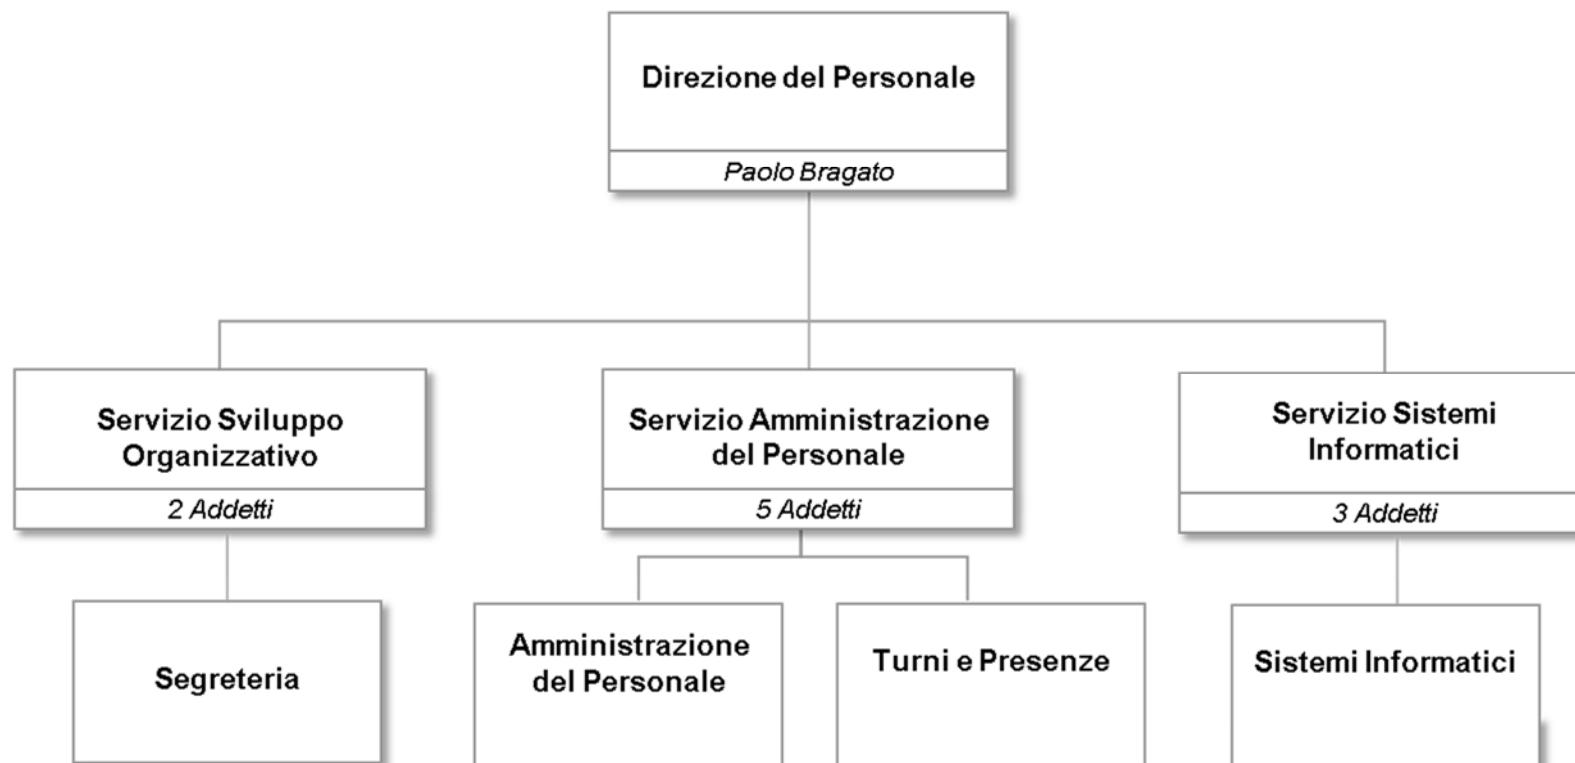 Direzione del Personale
Paolo Bragato
Servizio Sviluppo
Organizzativo
2 Addetti
Servizio Amministrazione
del Personale
5 Addetti
Servizio Sistemi
Informatici
3 Addetti
Segreteria
Amministrazione
del Personale
Turni e Presenze
Sistemi Informatici